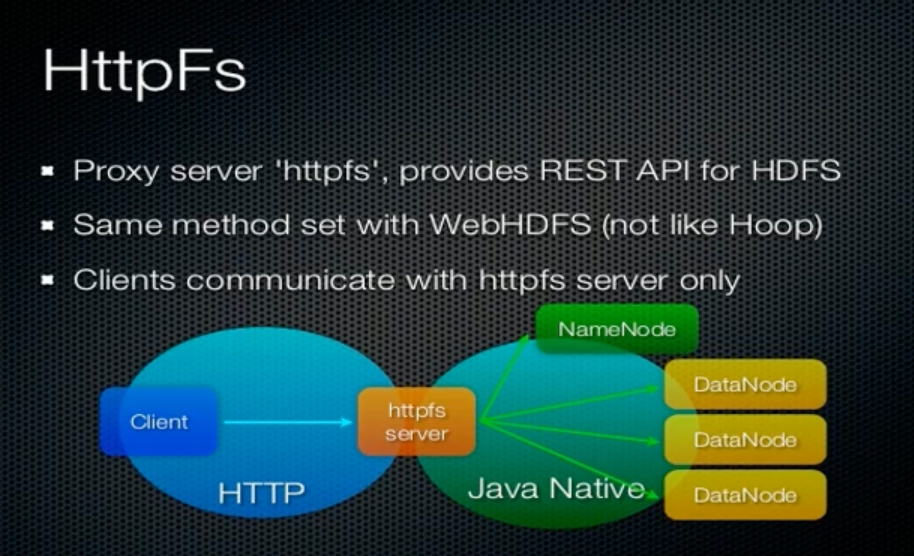 HttpFs
Proxy server 'httpfs', provides REST API for HDFS
Same method set with WebHDFS (not like Hoop)
Clients communicate with httpfs server only
NameNode
DataNode
Client
httpfs
server
DataNode
HTTP
Java Native
DataNode